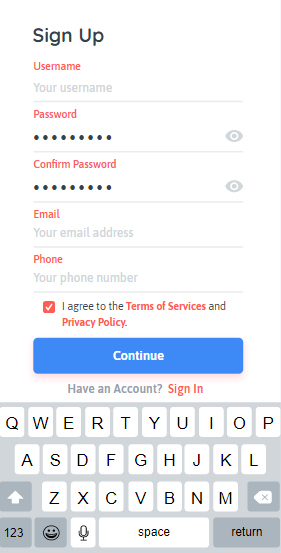 Sign Up
Username
Your username
Password
•••••••••
Confirm Password
•••••••••
Email
Your email address
Phone
Your phone number
I agree to the Terms of Services and
Privacy Policy.
Continue
Have an Account? Sign In
Q W E R T Y U I O P
A S D F G H J K L
Z X C V B N M
123 space return